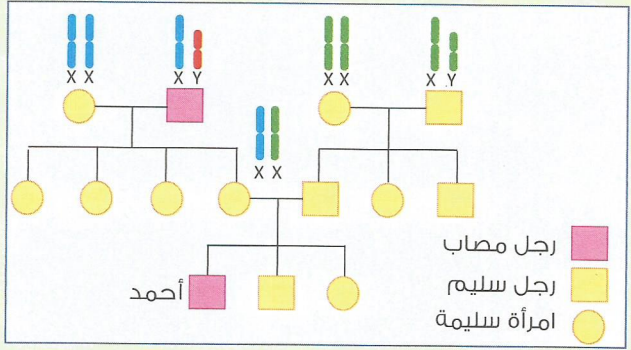 X X
X Y
X X
X Y
X X
رجل مصاب
رجل سليم
امرأة سليمة
أحمد